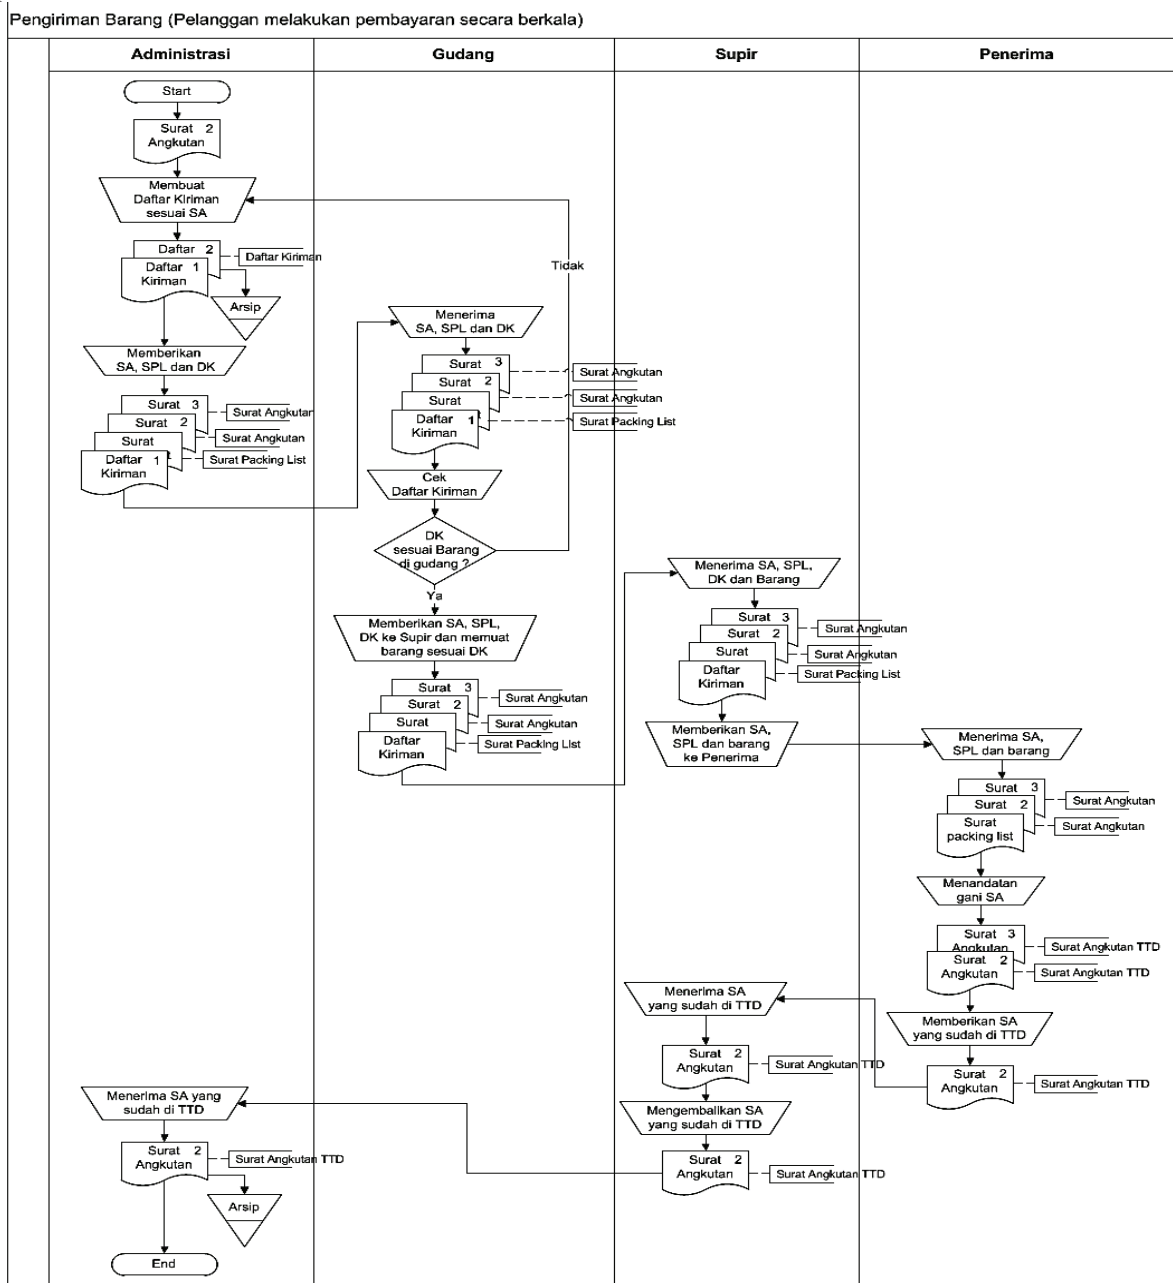 Pengiriman Barang (Pelanggan melakukan pembayaran secara berkala)
Administrasi
Gudang
Supir
Penerima
Start
Surat 2
Angkutan
Membuat
Daftar Kiriman
sesuai SA
Daftar 2
Daftar Kiriman
Daftar 1
Kiriman
Arsip
Memberikan
SA, SPL dan DK
Surat 3
Surat Angkutan
Surat 2
Surat Angkutan
Surat
Surat Packing List
Daftar 1
Kiriman
Tidak
Menerima
SA, SPL dan DK
Surat 3
Surat Angkutan
Surat 2
Surat Angkutan
Surat
Surat Packing List
Daftar 1
Kiriman
Cek
Daftar Kiriman
DK
sesuai Barang
di gudang ?
Ya
Memberikan SA, SPL,
DK ke Supir dan memuat
barang sesuai DK
Surat 3
Surat Angkutan
Surat 2
Surat Angkutan
Surat
Surat Packing List
Daftar
Kiriman
Menerima SA, SPL,
DK dan Barang
Surat 3
Surat Angkutan
Surat 2
Surat Angkutan
Surat
Surat Packing List
Daftar
Kiriman
Memberikan SA,
SPL dan barang
ke Penerima
Menerima SA,
SPL dan barang
Surat 3
Surat Angkutan
Surat 2
Surat Angkutan
Surat
packing list
Menandatan
gani SA
Surat 3
Angkutan
Surat Angkutan TTD
Surat 2
Angkutan
Surat Angkutan TTD
Memberikan SA
yang sudah di TTD
Surat 2
Angkutan
Surat Angkutan TTD
Menerima SA
yang sudah di TTD
Surat 2
Angkutan
Surat Angkutan TTD
Mengembalikan SA
yang sudah di TTD
Surat 2
Angkutan
Surat Angkutan TTD
Menerima SA yang
sudah di TTD
Surat 2
Angkutan
Surat Angkutan TTD
Arsip
End